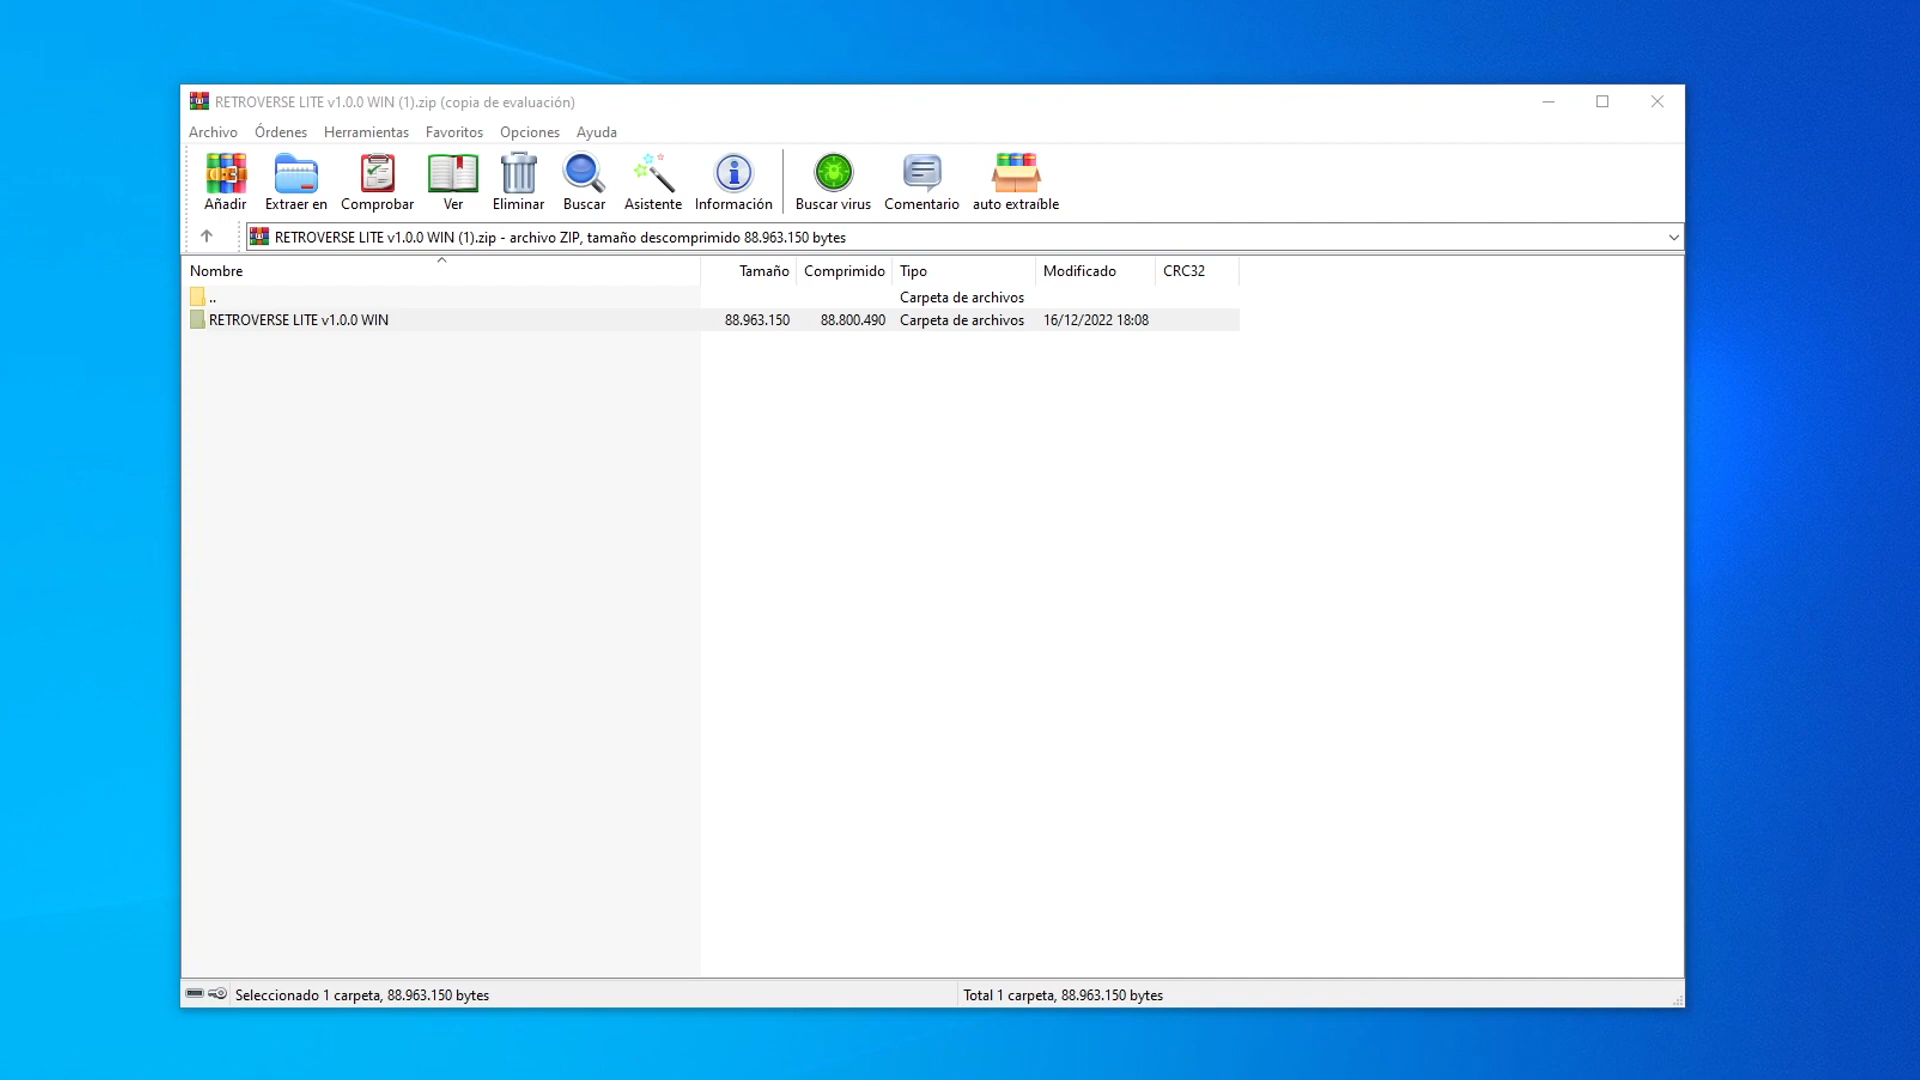 RETROVERSE LITE v1.0.0 WIN (1).zip (copia de evaluación)
Archivo Órdenes Herramientas Favoritos Opciones Ayuda
Añadir Extraer en Comprobar Ver Eliminar Buscar Asistente Información Buscar virus Comentario auto extraíble
RETROVERSE LITE v1.0.0 WIN (1).zip - archivo ZIP, tamaño descomprimido 88.963.150 bytes
Nombre Tamaño Comprimido Tipo Modificado CRC32
.. Carpeta de archivos
RETROVERSE LITE v1.0.0 WIN 88.963.150 88.800.490 Carpeta de archivos 16/12/2022 18:08
Seleccionado 1 carpeta, 88.963.150 bytes Total 1 carpeta, 88.963.150 bytes